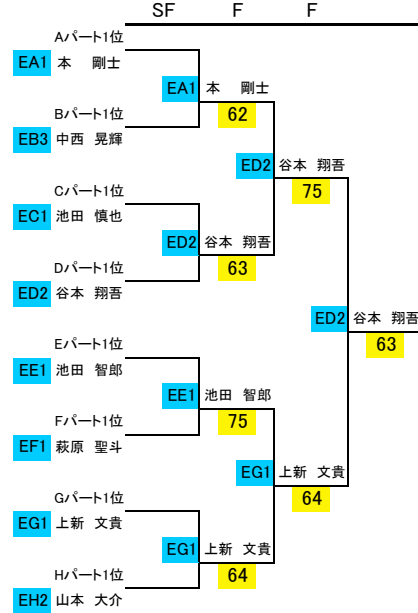 SF F F
Aパート1位
EA1 本 剛士
EA1 本 剛士
62
Bパート1位
EB3 中西 晃輝
ED2 谷本 翔吾
75
Cパート1位
EC1 池田 慎也
ED2 谷本 翔吾
63
Dパート1位
ED2 谷本 翔吾
ED2 谷本 翔吾
63
Eパート1位
EE1 池田 智郎
EE1 池田 智郎
75
Fパート1位
EF1 萩原 聖斗
EG1 上新 文貴
64
Gパート1位
EG1 上新 文貴
EG1 上新 文貴
64
Hパート1位
EH2 山本 大介